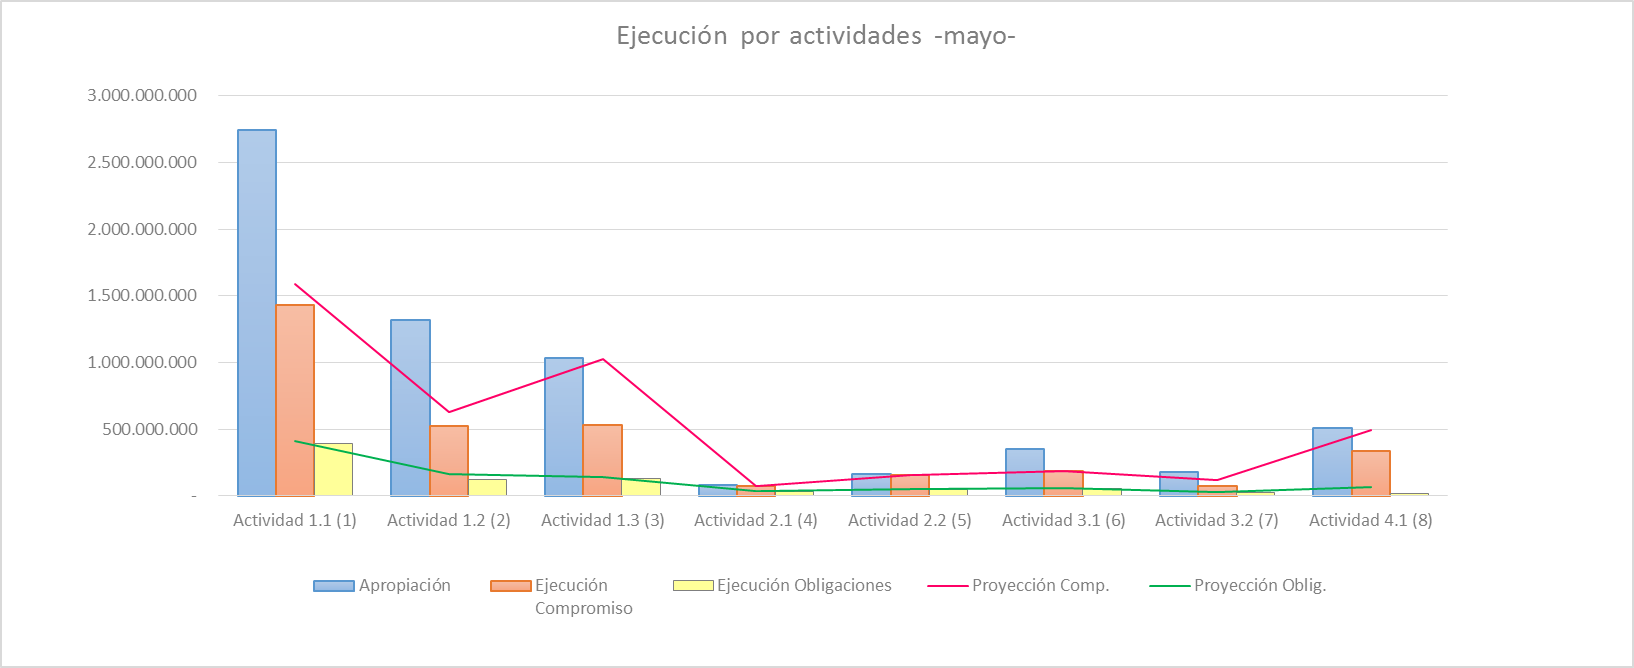 Ejecución por actividades -mayo-
3.000.000.000
2.500.000.000
2.000.000.000
1.500.000.000
1.000.000.000
500.000.000
-
Actividad 1.1 (1)
Actividad 1.2 (2)
Actividad 1.3 (3)
Actividad 2.1 (4)
Actividad 2.2 (5)
Actividad 3.1 (6)
Actividad 3.2 (7)
Actividad 4.1 (8)
Apropiación
Ejecución
Compromiso
Ejecución Obligaciones
Proyección Comp.
Proyección Oblig.